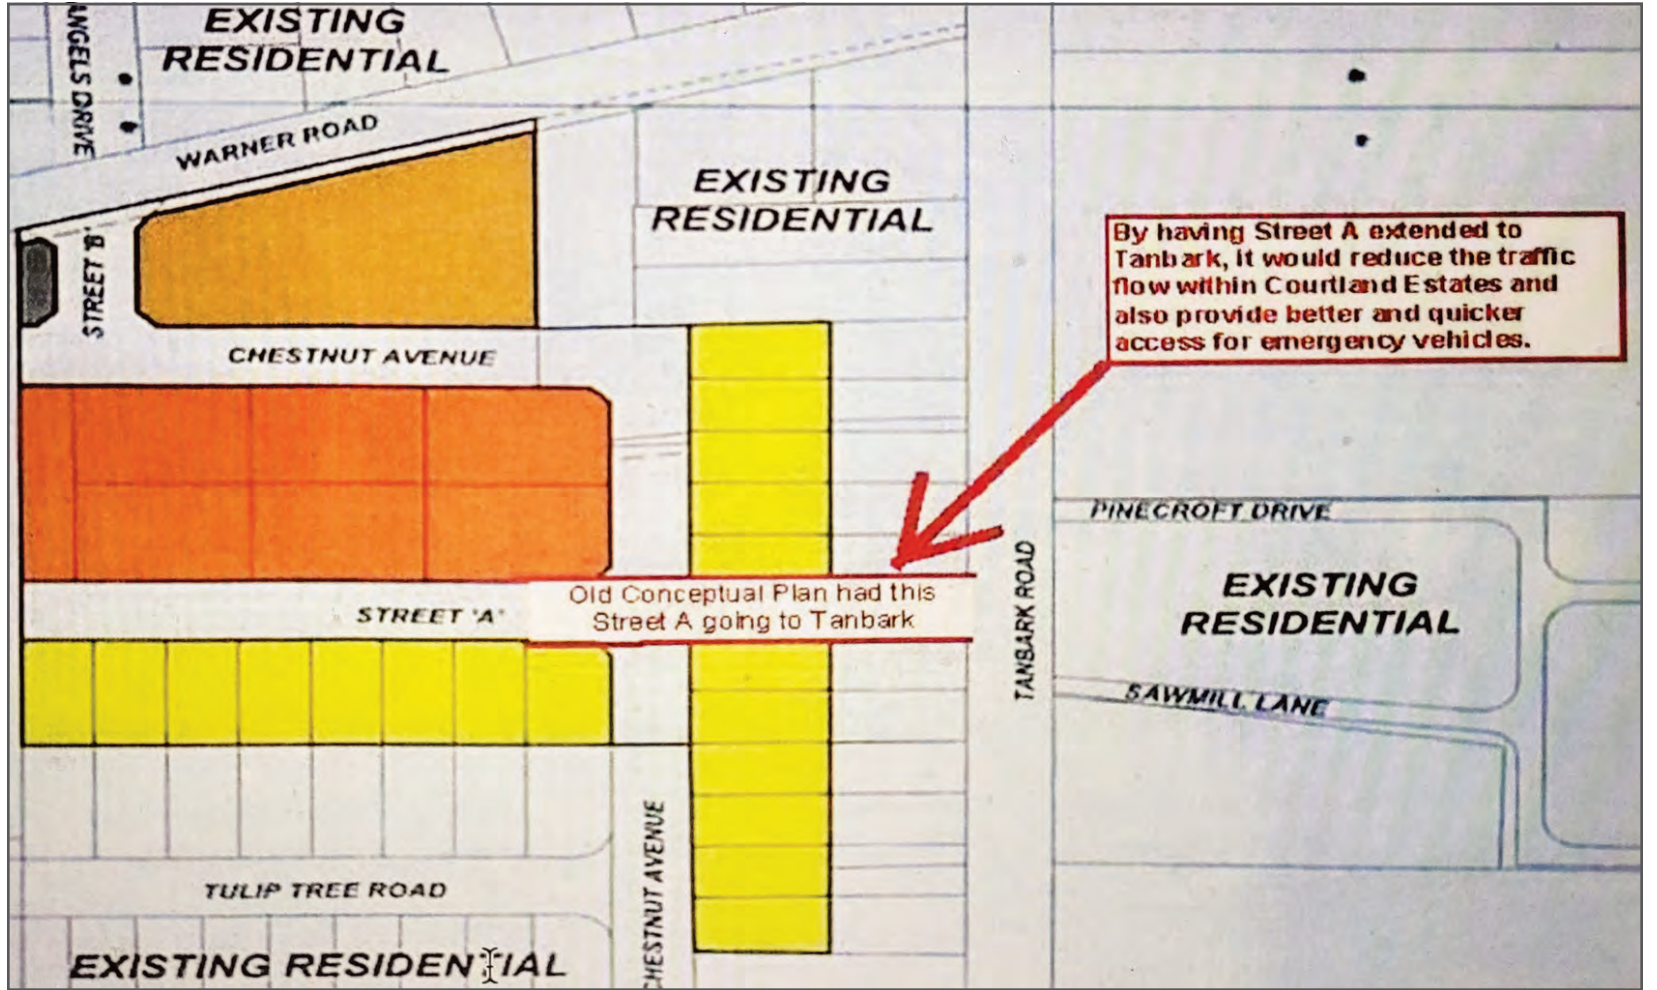 ANGELS DRIVE
EXISTING
RESIDENTIAL
WARNER ROAD
STREET 'B'
EXISTING
RESIDENTIAL
CHESTNUT AVENUE
By having Street A extended to
Tanbark, it would reduce the traffic
flow within Courtland Estates and
also provide better and quicker
access for emergency vehicles.
PINECROFT DRIVE
EXISTING
RESIDENTIAL
TANBARK ROAD
Old Conceptual Plan had this
Street A going to Tanbark
STREET 'A'
SAWMILL LANE
TULIP TREE ROAD
CHESTNUT AVENUE
EXISTING RESIDENTIAL